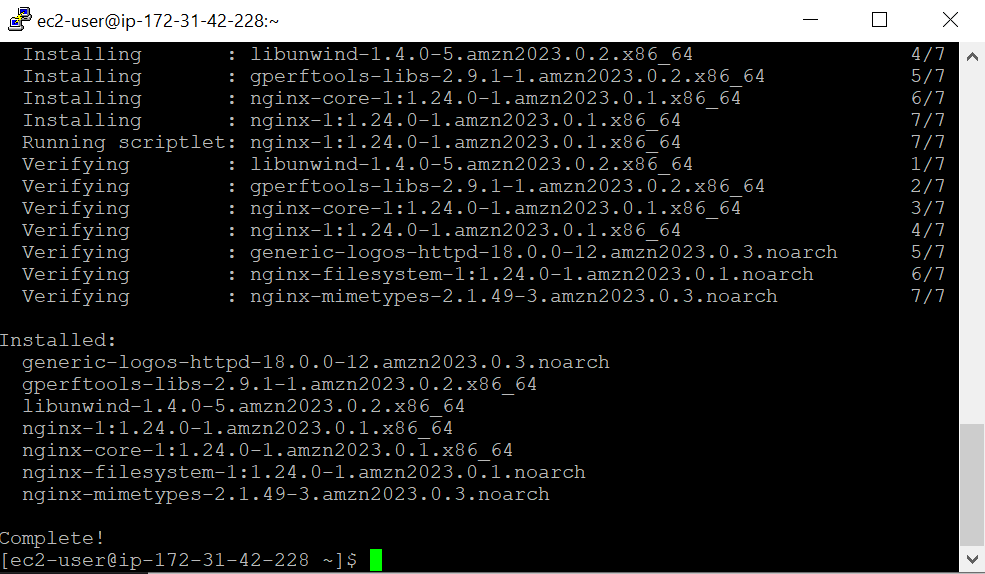 ec2-user@ip-172-31-42-228:~
Installing : libunwind-1.4.0-5.amzn2023.0.2.x86_64 4/7
Installing : gperftools-libs-2.9.1-1.amzn2023.0.2.x86_64 5/7
Installing : nginx-core-1:1.24.0-1.amzn2023.0.1.x86_64 6/7
Installing : nginx-1:1.24.0-1.amzn2023.0.1.x86_64 7/7
Running scriptlet: nginx-1:1.24.0-1.amzn2023.0.1.x86_64 7/7
Verifying : libunwind-1.4.0-5.amzn2023.0.2.x86_64 1/7
Verifying : gperftools-libs-2.9.1-1.amzn2023.0.2.x86_64 2/7
Verifying : nginx-core-1:1.24.0-1.amzn2023.0.1.x86_64 3/7
Verifying : nginx-1:1.24.0-1.amzn2023.0.1.x86_64 4/7
Verifying : generic-logos-httpd-18.0.0-12.amzn2023.0.3.noarch 5/7
Verifying : nginx-filesystem-1:1.24.0-1.amzn2023.0.1.noarch 6/7
Verifying : nginx-mimetypes-2.1.49-3.amzn2023.0.3.noarch 7/7
Installed:
generic-logos-httpd-18.0.0-12.amzn2023.0.3.noarch
gperftools-libs-2.9.1-1.amzn2023.0.2.x86_64
libunwind-1.4.0-5.amzn2023.0.2.x86_64
nginx-1:1.24.0-1.amzn2023.0.1.x86_64
nginx-core-1:1.24.0-1.amzn2023.0.1.x86_64
nginx-filesystem-1:1.24.0-1.amzn2023.0.1.noarch
nginx-mimetypes-2.1.49-3.amzn2023.0.3.noarch
Complete!
[ec2-user@ip-172-31-42-228 ~]$